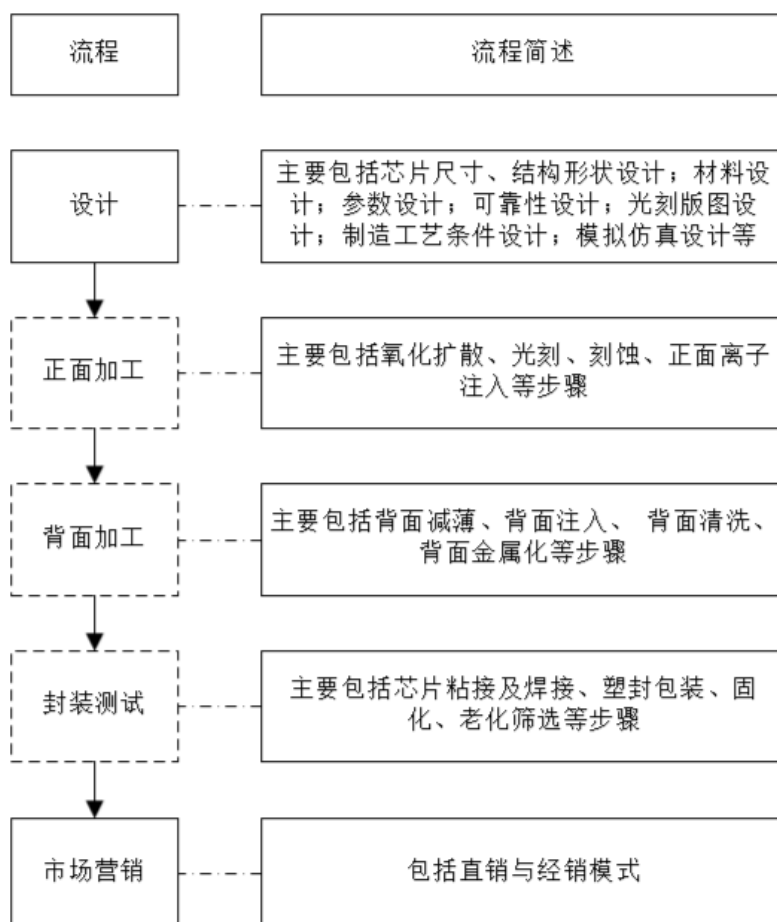 流程
流程简述
设计
主要包括芯片尺寸、结构形状设计；材料设
计；参数设计；可靠性设计；光刻版图设
计；制造工艺条件设计；模拟仿真设计等
正面加工
主要包括氧化扩散、光刻、刻蚀、正面离子
注入等步骤
背面加工
主要包括背面减薄、背面注入、 背面清洗、
背面金属化等步骤
封装测试
主要包括芯片粘接及焊接、塑封包装、固
化、老化筛选等步骤
市场营销
包括直销与经销模式